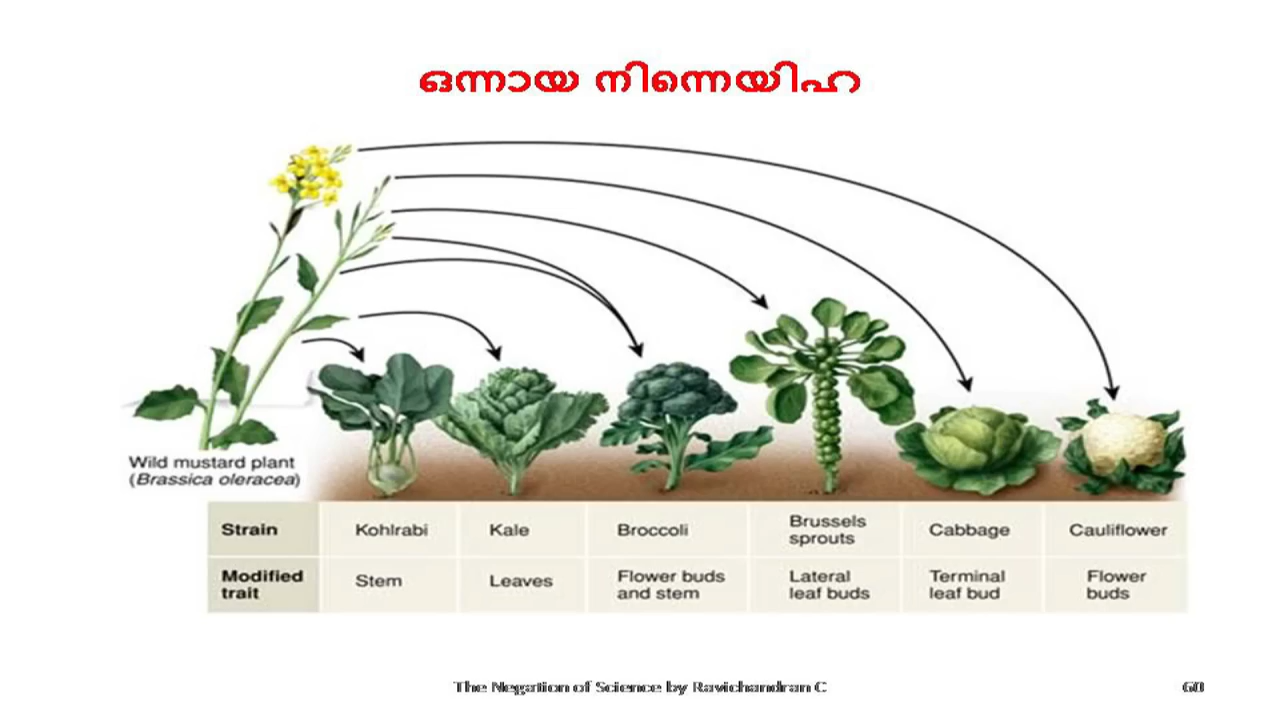 ഒന്നായ നിന്നെയിഹ
Wild mustard plant
(Brassica oleracea)
Strain Kohlrabi Kale Broccoli Brussels sprouts Cabbage Cauliflower
Modified trait Stem Leaves Flower buds and stem Lateral leaf buds Terminal leaf bud Flower buds
The Negation of Science by Ravichandran C 60